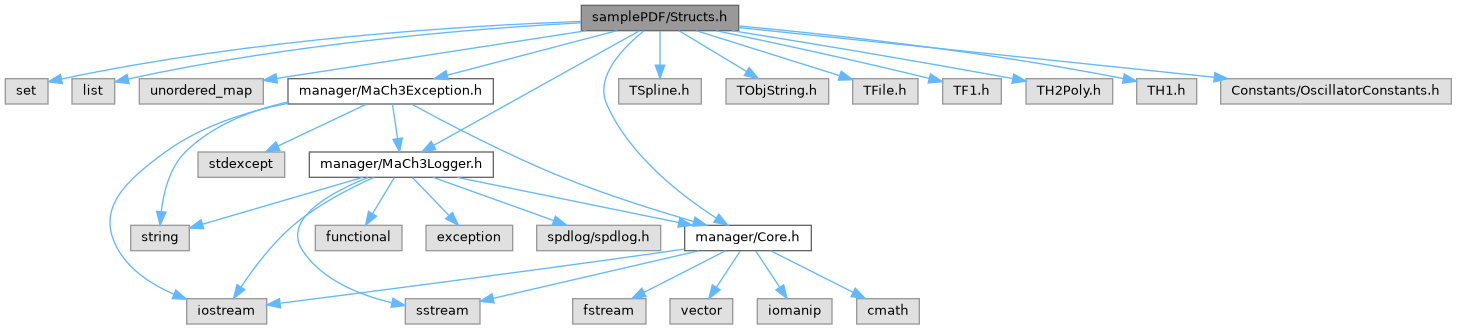 samplePDF/Structs.h
set
list
unordered_map
manager/MaCh3Exception.h
TSpline.h
TObjString.h
TFile.h
TF1.h
TH2Poly.h
TH1.h
Constants/OscillatorConstants.h
stdexcept
manager/MaCh3Logger.h
string
functional
exception
spdlog/spdlog.h
manager/Core.h
iostream
sstream
fstream
vector
iomanip
cmath